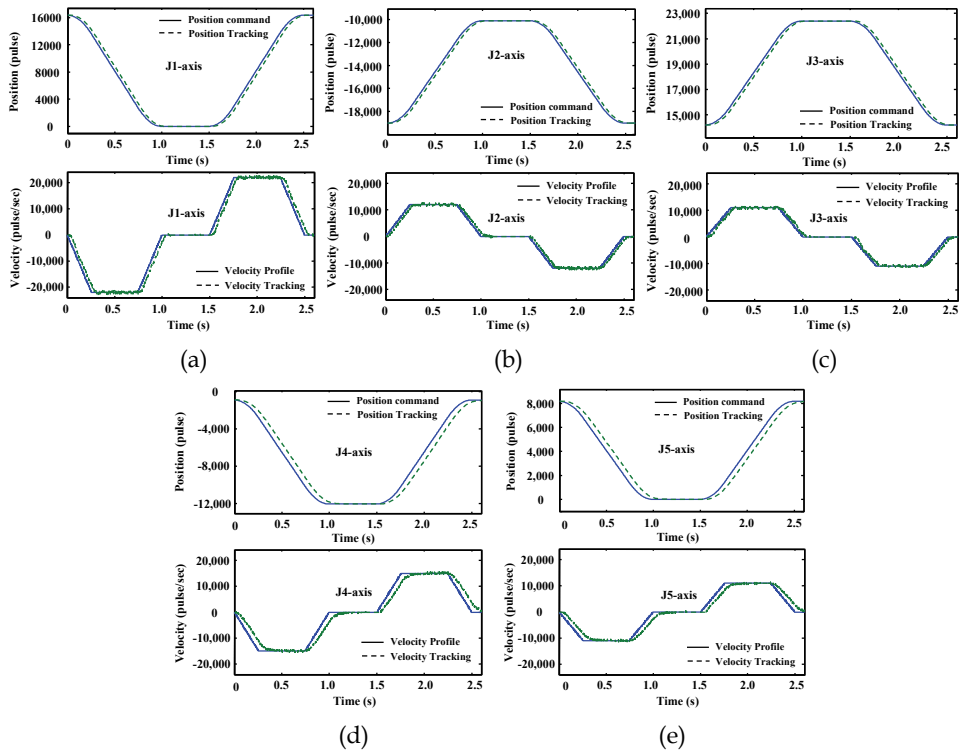 16000
12000
8000
4000
0
Position (pulse)
Position command
Position Tracking
J1-axis
0 0.5 1.0 1.5 2.0 2.5
Time (s)
20,000
10,000
0
-10,000
-20,000
Velocity (pulse/sec)
J1-axis
Velocity Profile
Velocity Tracking
0 0.5 1.0 1.5 2.0 2.5
Time (s)
(a)
-10,000
-12,000
-14,000
-16,000
-18,000
Position (pulse)
J2-axis
Position command
Position Tracking
0 0.5 1.0 1.5 2.0 2.5
Time (s)
20,000
10,000
0
-10,000
-20,000
Velocity (pulse/sec)
Velocity Profile
Velocity Tracking
J2-axis
0 0.5 1.0 1.5 2.0 2.5
Time (s)
(b)
23,000
21,000
19,000
17,000
15,000
Position (pulse)
J3-axis
Position command
Position Tracking
0 0.5 1.0 1.5 2.0 2.5
Time (s)
20,000
10,000
0
-10,000
-20,000
Velocity (pulse/sec)
Velocity Profile
Velocity Tracking
J3-axis
0 0.5 1.0 1.5 2.0 2.5
Time (s)
(c)
0
-4,000
-8,000
-12,000
Position (pulse)
Position command
Position Tracking
J4-axis
0 0.5 1.0 1.5 2.0 2.5
Time (s)
20,000
10,000
0
-10,000
-20,000
Velocity (pulse/sec)
J4-axis
Velocity Profile
Velocity Tracking
0 0.5 1.0 1.5 2.0 2.5
Time (s)
(d)
8,000
6,000
4,000
2,000
0
Position (pulse)
Position command
Position Tracking
J5-axis
0 0.5 1.0 1.5 2.0 2.5
Time (s)
20,000
10,000
0
-10,000
-20,000
Velocity (pulse/sec)
J5-axis
Velocity Profile
Velocity Tracking
0 0.5 1.0 1.5 2.0 2.5
Time (s)
(e)